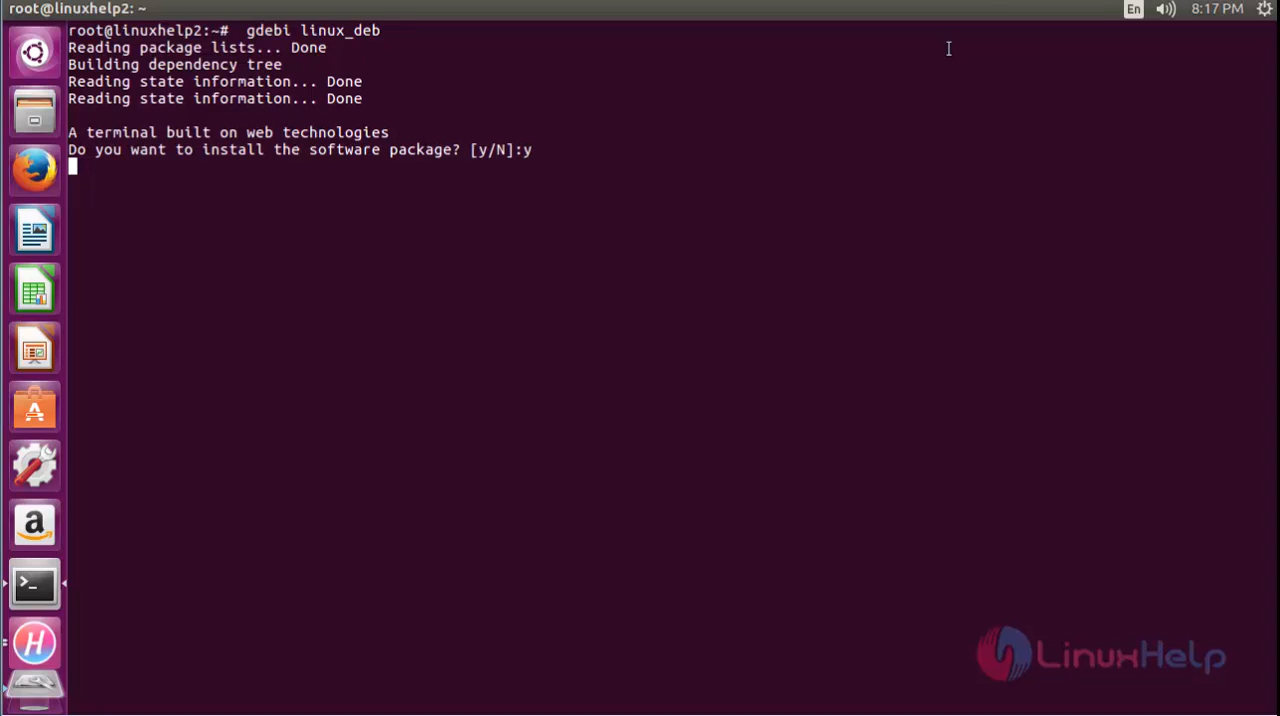 root@linuxhelp2: ~
En
8:17 PM
root@linuxhelp2:~#  gdebi linux_deb
Reading package lists... Done
Building dependency tree
Reading state information... Done
Reading state information... Done
A terminal built on web technologies
Do you want to install the software package? [y/N]:y
LinuxHelp